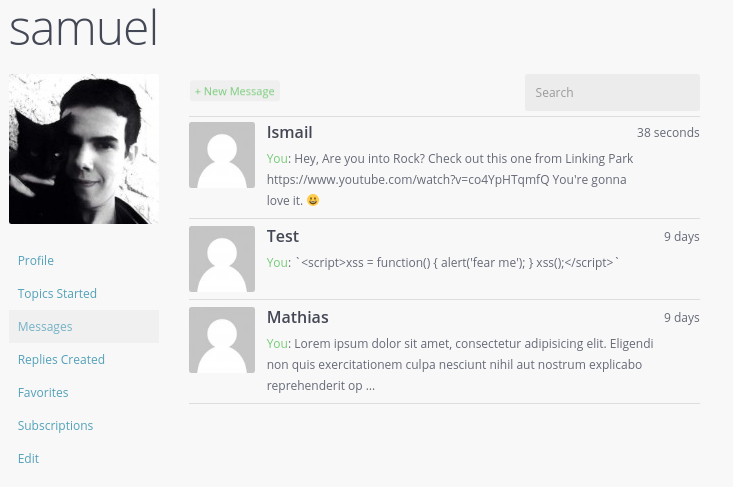 samuel
+ New Message
Search
Ismail
38 seconds
You: Hey, Are you into Rock? Check out this one from Linking Park
https://www.youtube.com/watch?v=co4YpHTqmfQ You're gonna
love it. 😀
Test
9 days
You: `<script>xss = function() { alert('fear me'); } xss();</script>`
Mathias
9 days
You: Lorem ipsum dolor sit amet, consectetur adipisicing elit. Eligendi
non quis exercitationem culpa nesciunt nihil aut nostrum explicabo
reprehenderit op ...
Profile
Topics Started
Messages
Replies Created
Favorites
Subscriptions
Edit